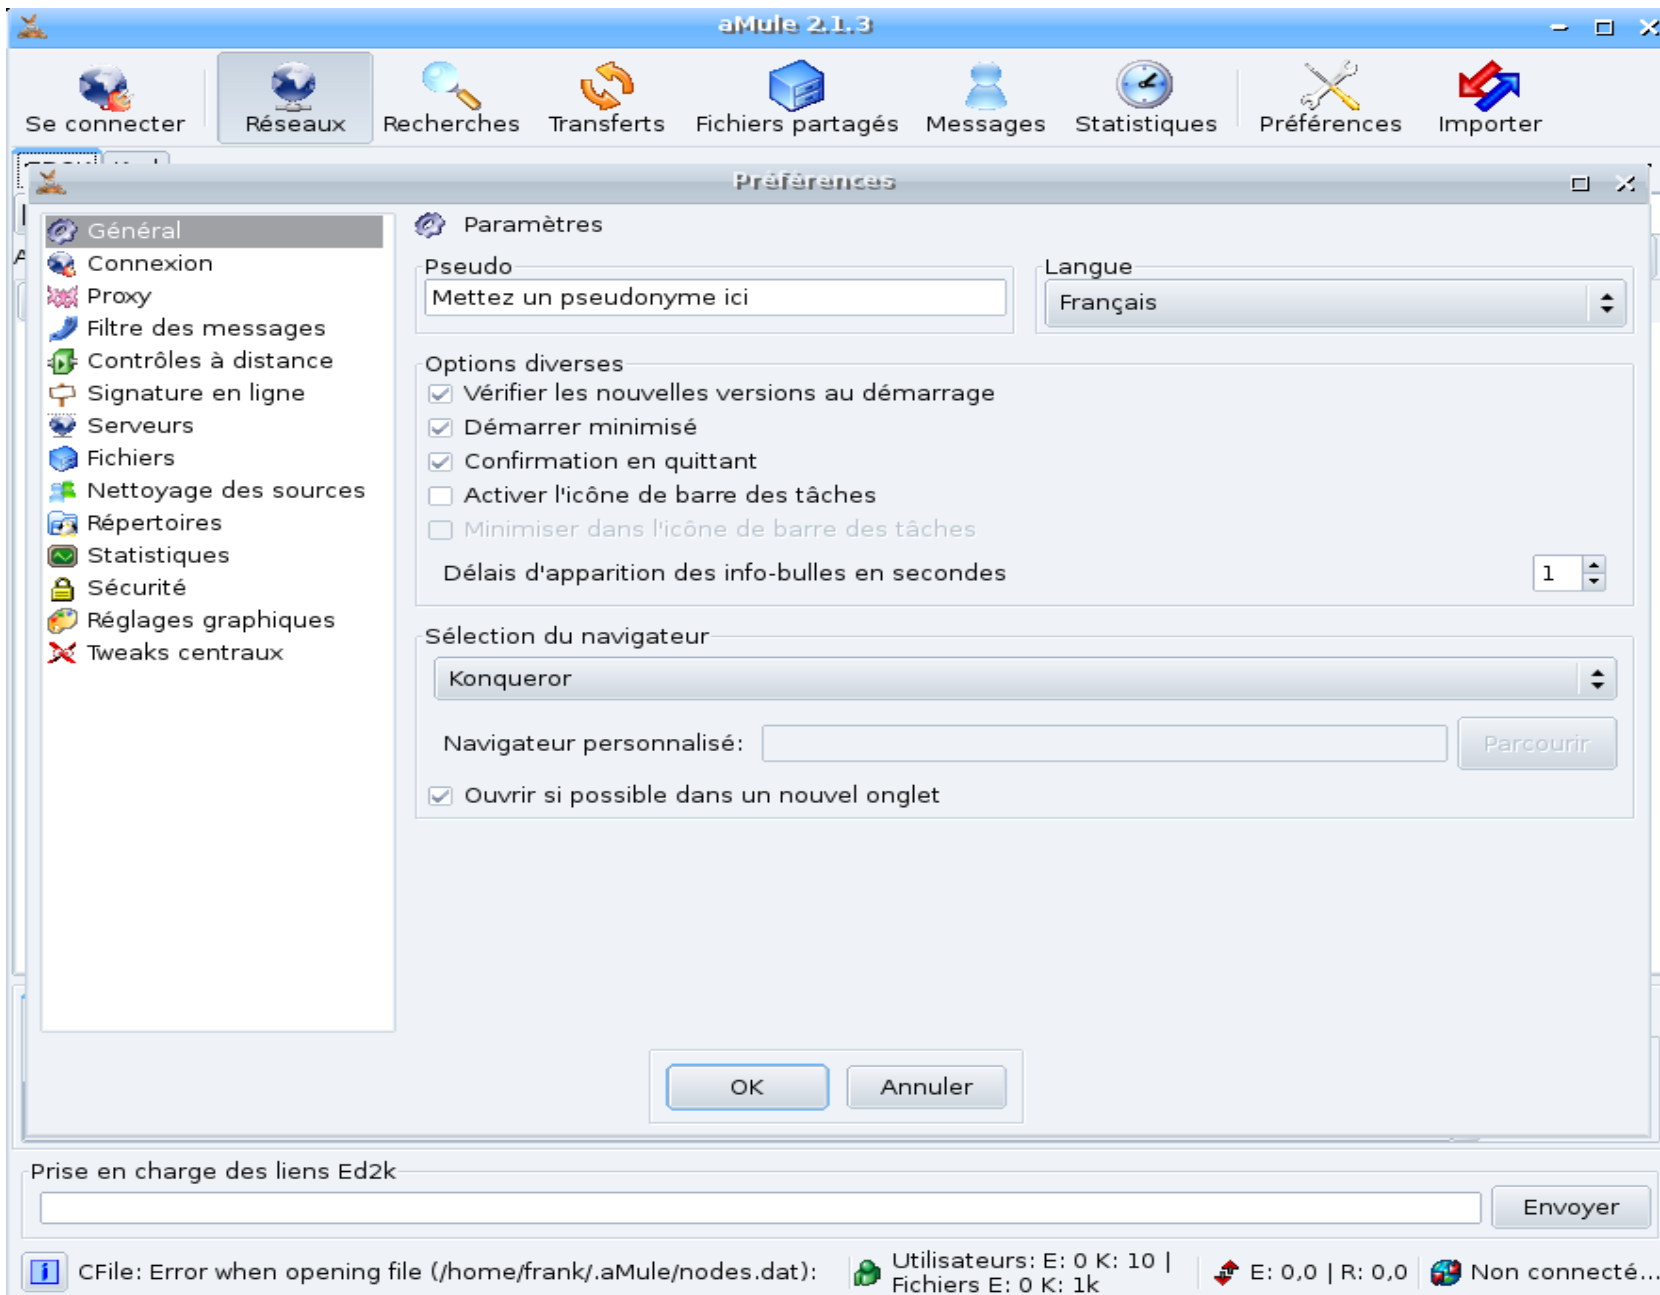 aMule 2.1.3
Se connecter
Réseaux
Recherches
Transferts
Fichiers partagés
Messages
Statistiques
Préférences
Importer
Préférences
Général
Connexion
Proxy
Filtre des messages
Contrôles à distance
Signature en ligne
Serveurs
Fichiers
Nettoyage des sources
Répertoires
Statistiques
Sécurité
Réglages graphiques
Tweaks centraux
Paramètres
Pseudo
Mettez un pseudonyme ici
Langue
Français
Options diverses
Vérifier les nouvelles versions au démarrage
Démarrer minimisé
Confirmation en quittant
Activer l'icône de barre des tâches
Minimiser dans l'icône de barre des tâches
Délais d'apparition des info-bulles en secondes
1
Sélection du navigateur
Konqueror
Navigateur personnalisé:
Parcourir
Ouvrir si possible dans un nouvel onglet
OK
Annuler
Prise en charge des liens Ed2k
Envoyer
CFile: Error when opening file (/home/frank/.aMule/nodes.dat):
Utilisateurs: E: 0 K: 10 |
Fichiers E: 0 K: 1k
E: 0,0 | R: 0,0
Non connecté...